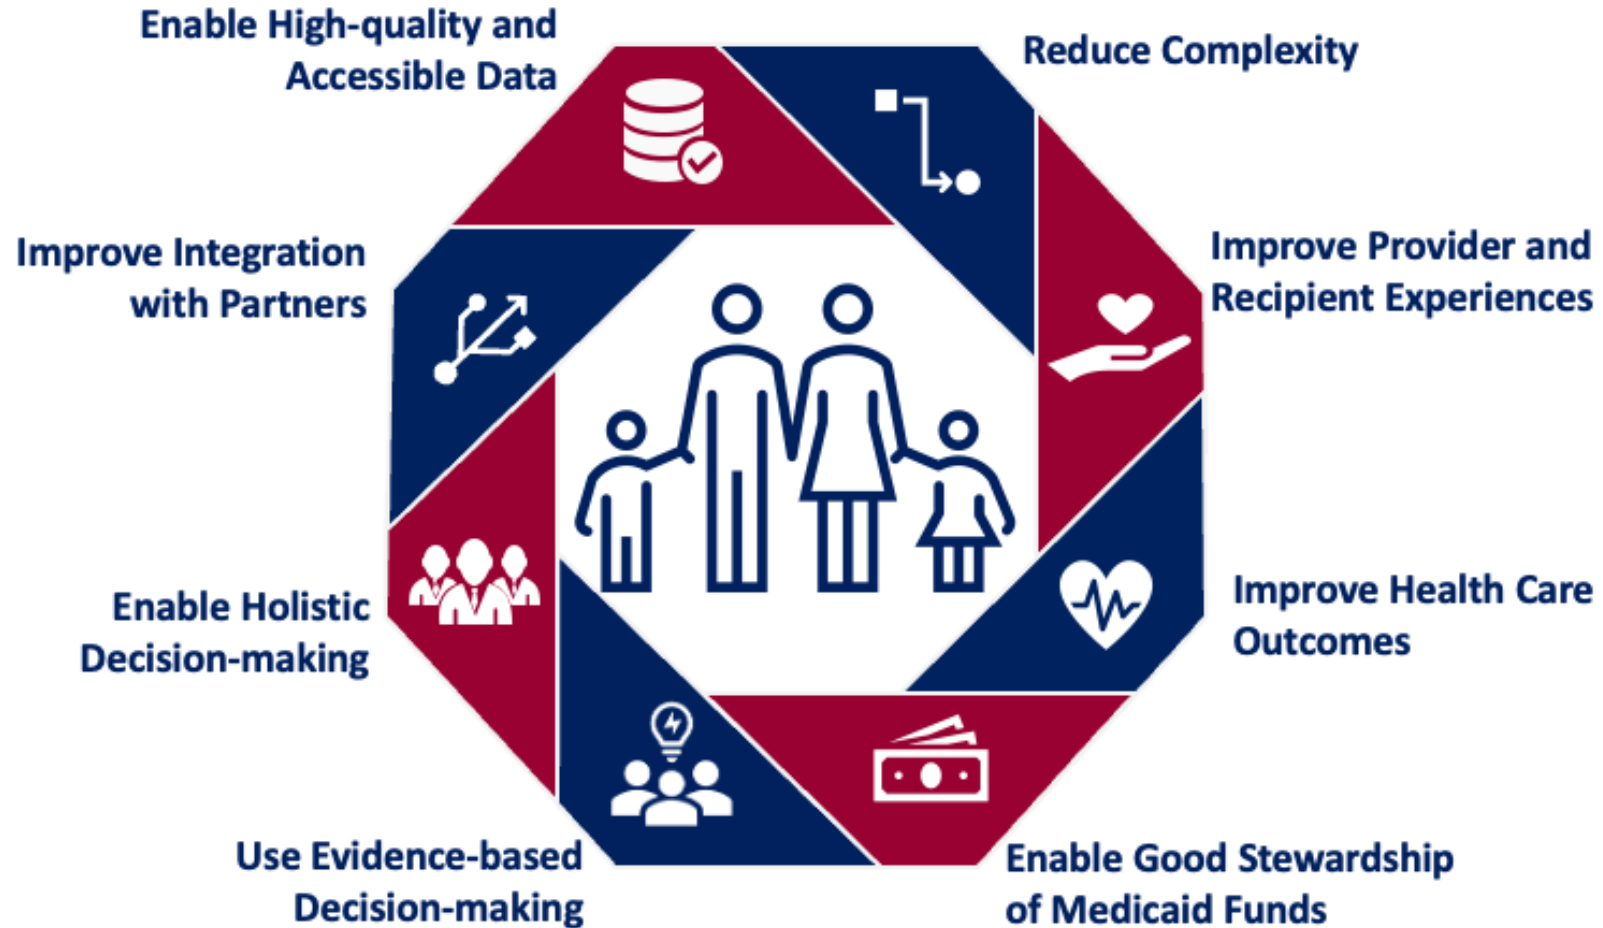 Enable High-quality and
Accessible Data
Reduce Complexity
Improve Integration
with Partners
Improve Provider and
Recipient Experiences
Enable Holistic
Decision-making
Improve Health Care
Outcomes
Use Evidence-based
Decision-making
Enable Good Stewardship
of Medicaid Funds